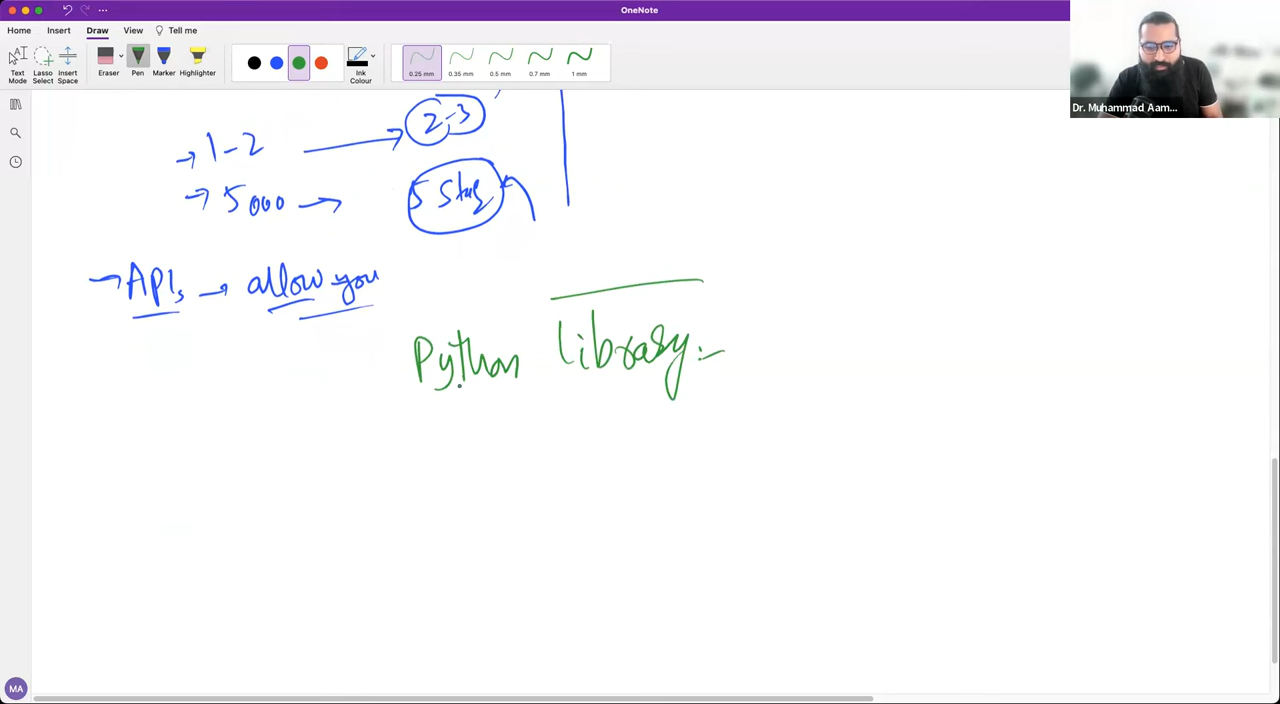 OneNote
Home Insert Draw View Tell me
Text Mode Lasso Select Insert Space Eraser Pen Marker Highlighter Ink Colour 0.25 mm 0.35 mm 0.5 mm 0.7 mm 1 mm
Dr. Muhammad Aam...
→ 1-2 → 2-3
→ 5000 → 5
→ APIs → allow you
Python library:-
MA